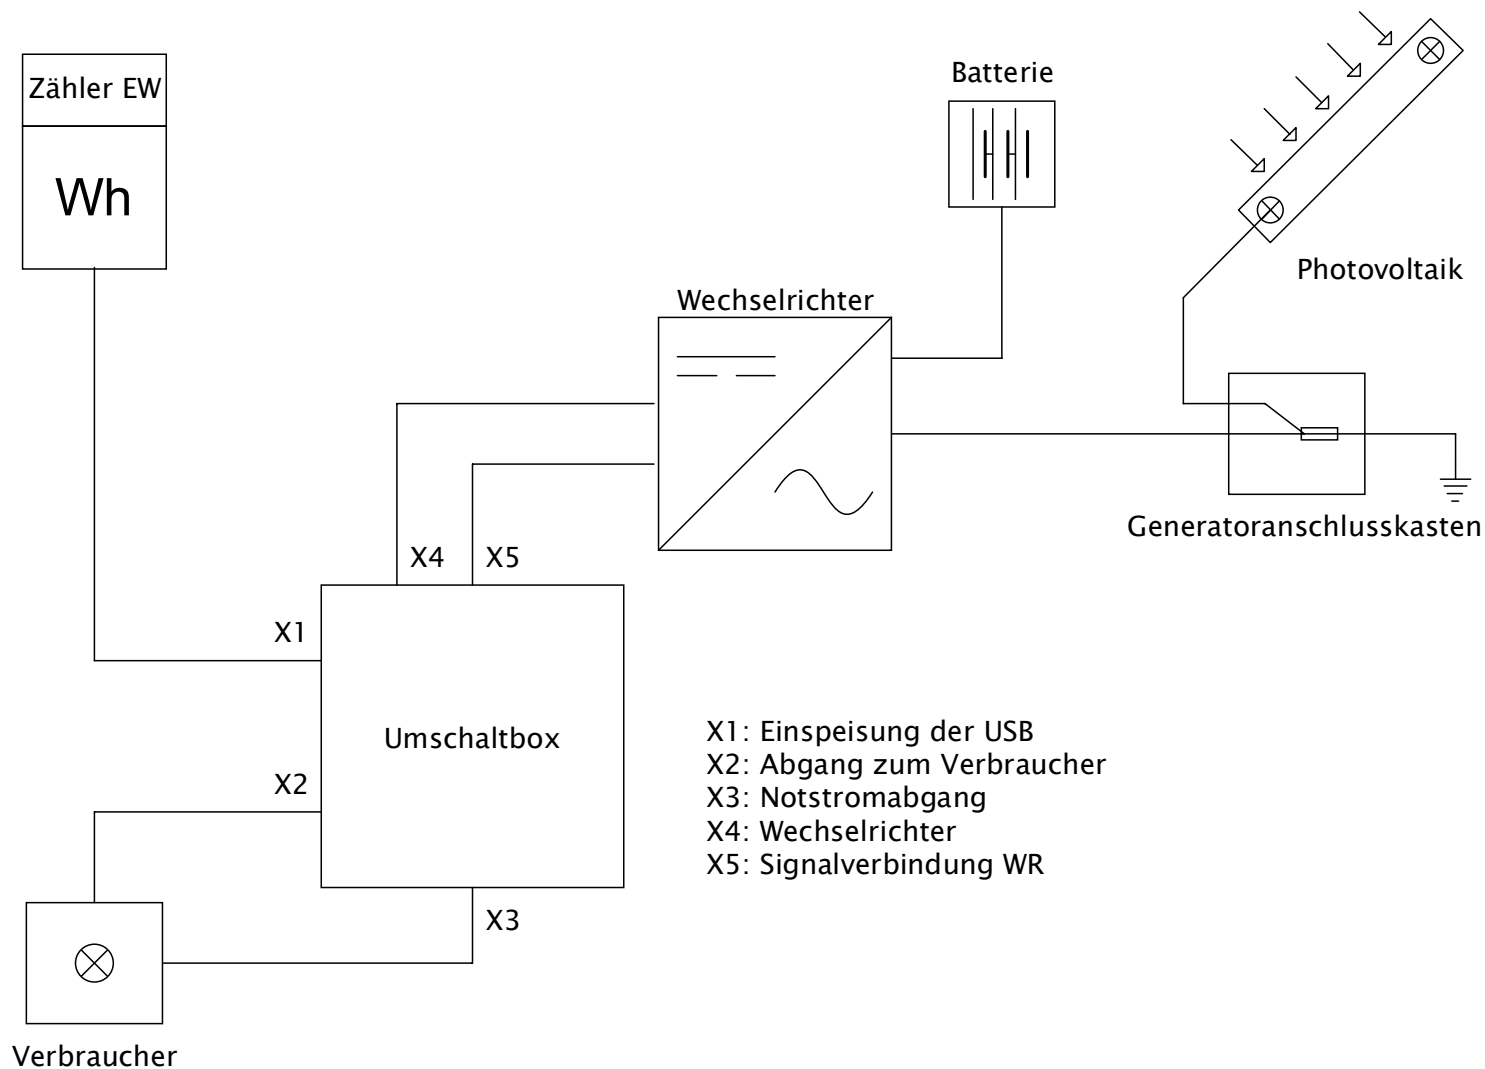 Zähler EW
Wh
Batterie
Photovoltaik
Wechselrichter
Generatoranschlusskasten
X4
X5
X1
Umschaltbox
X2
X3
Verbraucher
X1: Einspeisung der USB
X2: Abgang zum Verbraucher
X3: Notstromabgang
X4: Wechselrichter
X5: Signalverbindung WR